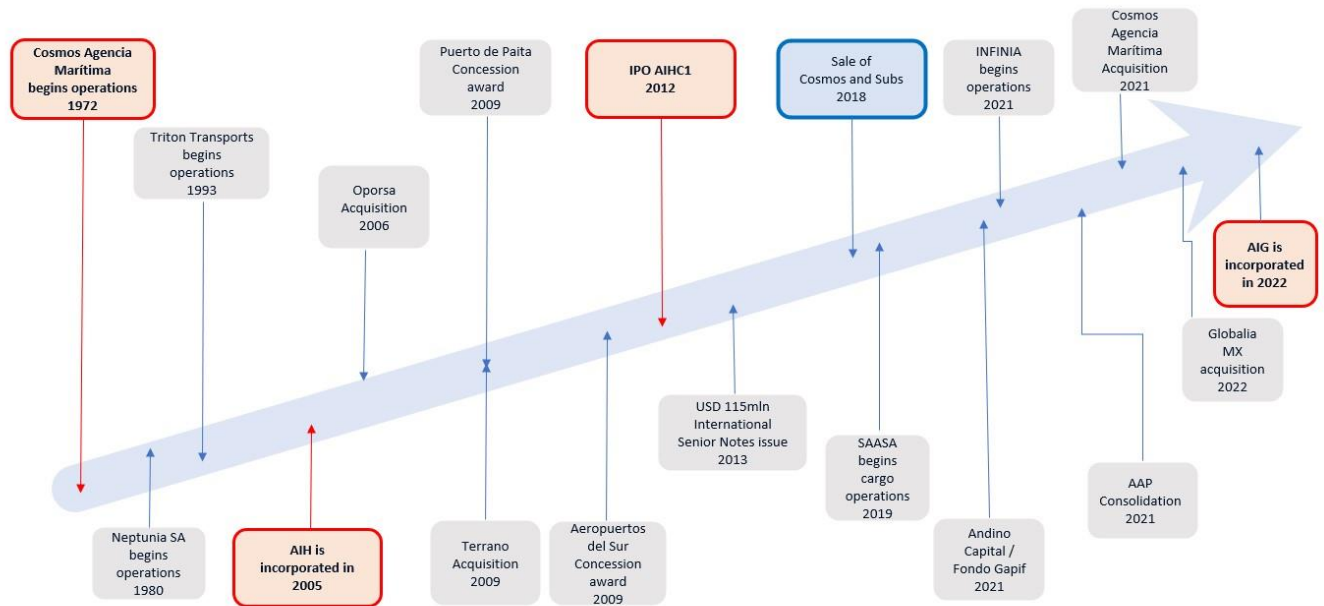 Cosmos Agencia
Marítima
begins operations
1972
Triton Transports
begins
operations
1993
Oporsa
Acquisition
2006
Puerto de Paita
Concession
award
2009
IPO AIHC1
2012
Sale of
Cosmos and Subs
2018
INFINIA
begins
operations
2021
Cosmos
Agencia
Marítima
Acquisition
2021
AIG is
incorporated
in 2022
Neptunia SA
begins
operations
1980
AIH is
incorporated in
2005
Terrano
Acquisition
2009
Aeropuertos
del Sur
Concession
award
2009
USD 115mln
International
Senior Notes issue
2013
SAASA
begins
cargo
operations
2019
Andino
Capital /
Fondo Gapif
2021
AAP
Consolidation
2021
Globalia
MX
acquisition
2022